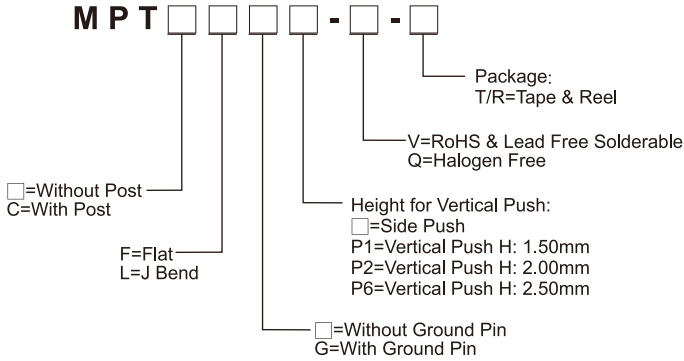 MPT□□□□-□-□
Package:
T/R=Tape & Reel
V=RoHS & Lead Free Solderable
Q=Halogen Free
□=Without Post
C=With Post
Height for Vertical Push:
□=Side Push
P1=Vertical Push H: 1.50mm
P2=Vertical Push H: 2.00mm
P6=Vertical Push H: 2.50mm
F=Flat
L=J Bend
□=Without Ground Pin
G=With Ground Pin